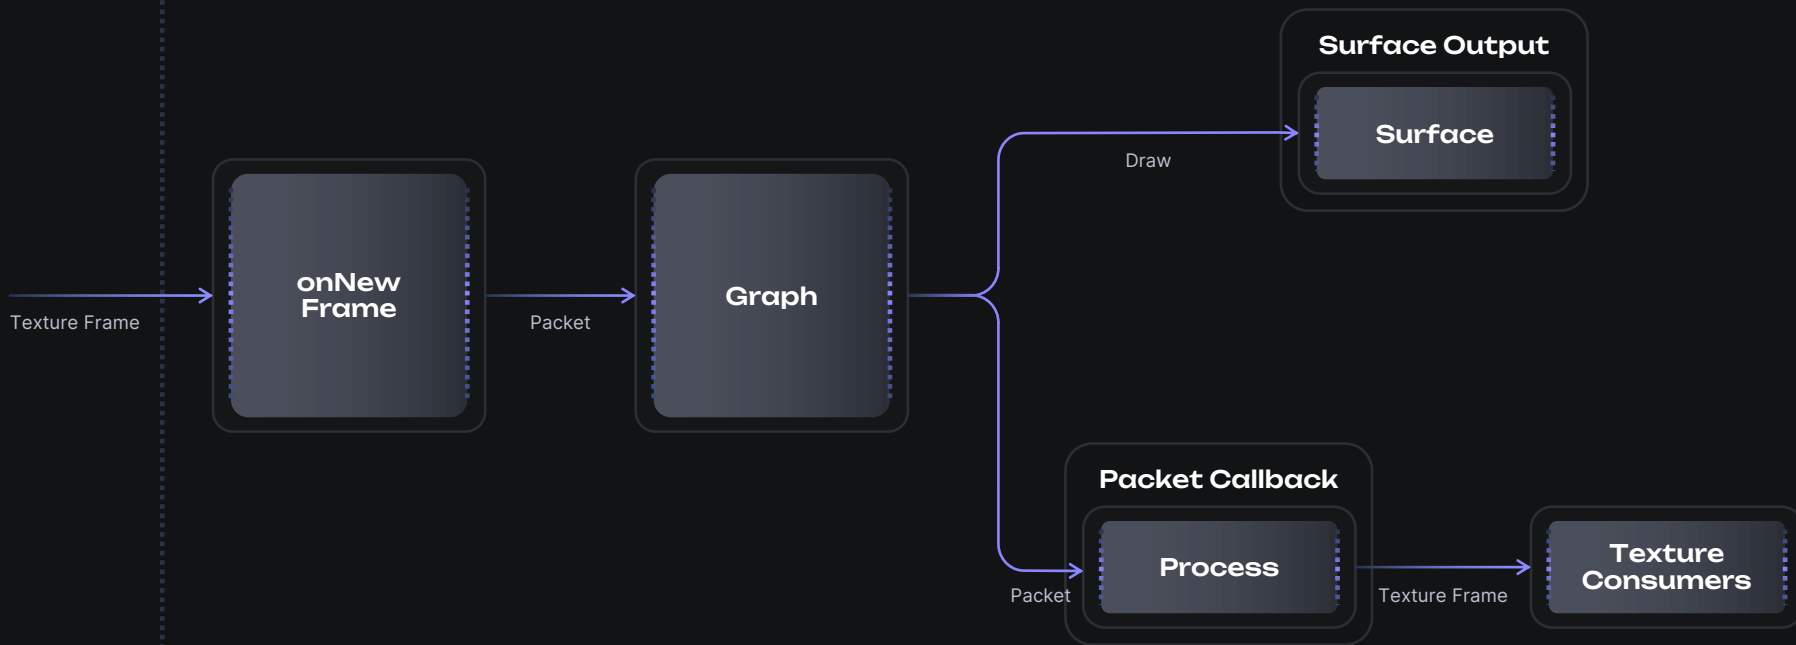 Surface Output
Surface
Draw
onNew
Frame
Graph
Texture Frame
Packet
Packet Callback
Process
Packet
Texture Frame
Texture
Consumers